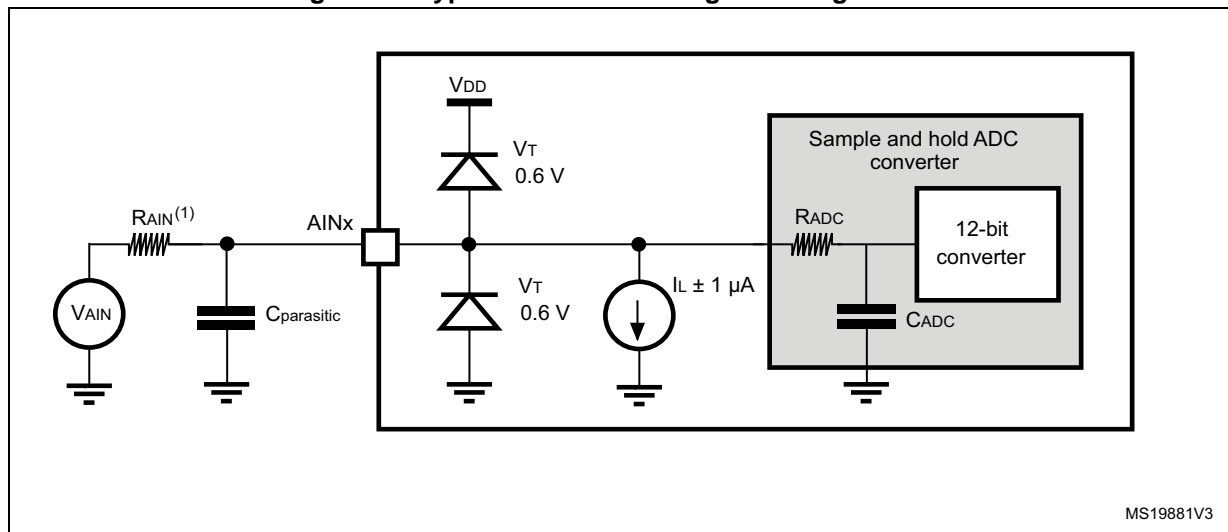 VDD
Sample and hold ADC
converter
VT
0.6 V
RAIN(1)
AINx
RADC
12-bit
converter
VT
0.6 V
IL ± 1 µA
VAIN
Cparasitic
CADC
MS19881V3